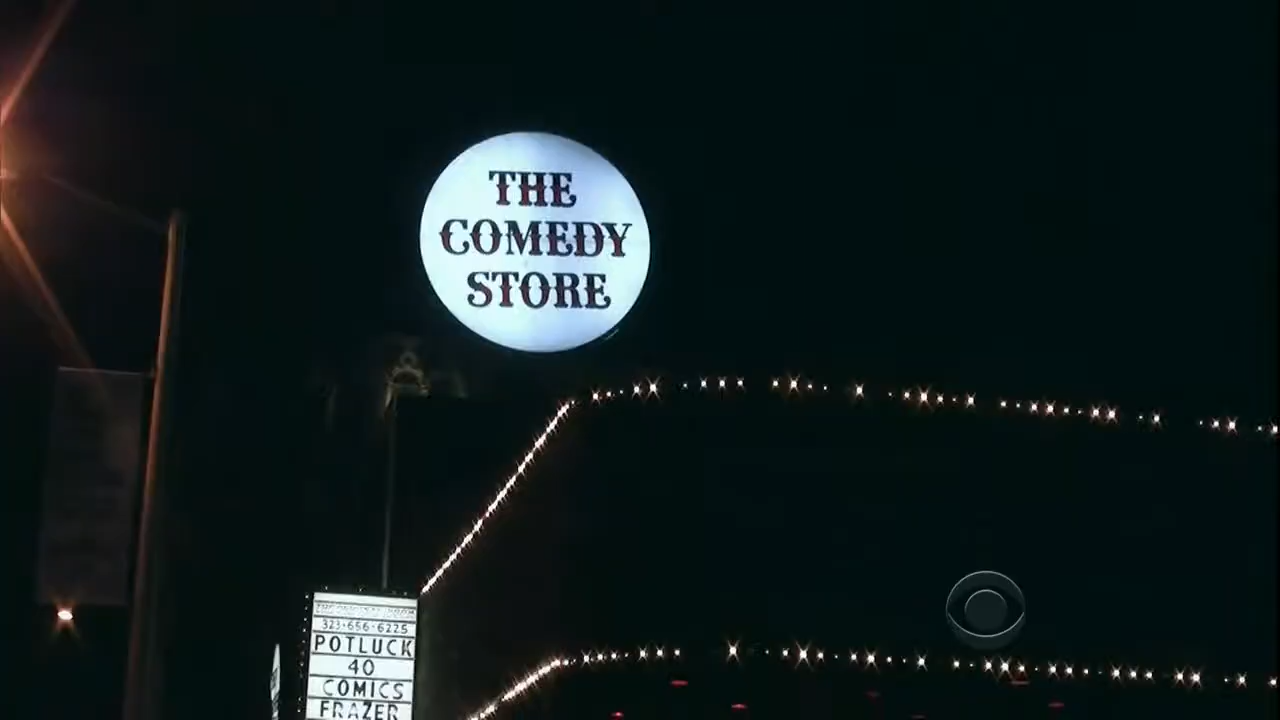 THE
COMEDY
STORE
323-656-6225
POTLUCK
40
COMICS
FRAZER